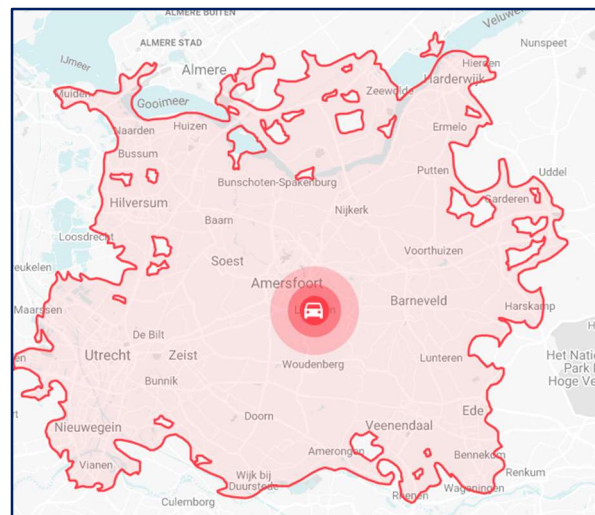 ALMERE BUITEN
Veluwe
IJmeer
ALMERE STAD
Nunspeet
Almere
Hierden
Harderwijk
Muiden
Gooimeer
Zeewolde
Naarden
Huizen
Ermelo
Bussum
Putten
Uddel
Bunschoten-Spakenburg
Garderen
Hilversum
Nijkerk
Baarn
Loosdrecht
Voorthuizen
Soest
Amersfoort
Barneveld
Maarssen
Harskamp
De Bilt
Utrecht
Zeist
Lunteren
Het Nation
Park
Hoge Ve
Woudenberg
Bunnik
Doorn
Ede
Nieuwegein
Veenendaal
Amerongen
Bennekom
Vianen
Wijk bij
Duurstede
Renkum
Wageningen
Rhenen
Culemborg